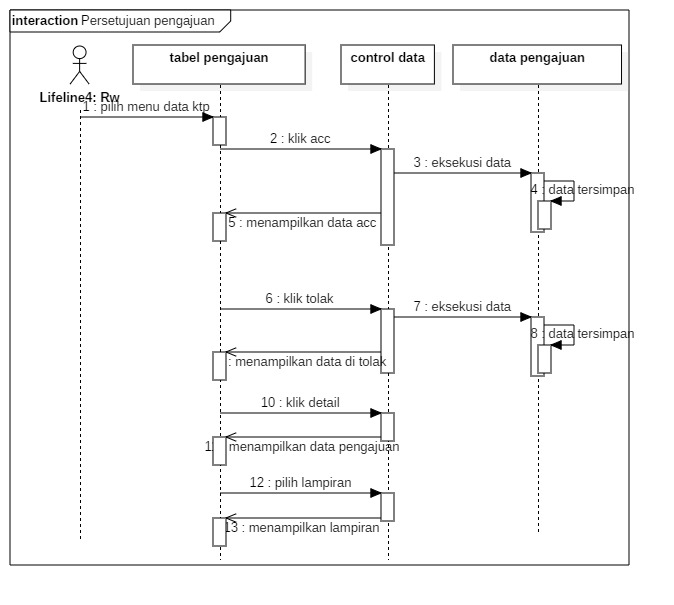 interaction Persetujuan pengajuan
tabel pengajuan
control data
data pengajuan
Lifeline4: Rw
1 : pilih menu data ktp
2 : klik acc
3 : eksekusi data
4 : data tersimpan
5 : menampilkan data acc
6 : klik tolak
7 : eksekusi data
8 : data tersimpan
: menampilkan data di tolak
10 : klik detail
menampilkan data pengajuan
12 : pilih lampiran
13 : menampilkan lampiran